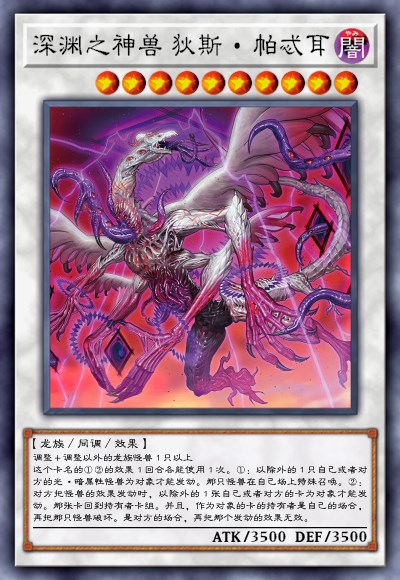 深渊之神兽 狄斯·帕忒耳
やみ
闇
【龙族/同调/效果】
调整＋调整以外的龙族怪兽1只以上
这个卡名的①②的效果1回合各能使用1次。①：以除外的1只自己或者对
方的光·暗属性怪兽为对象才能发动。那只怪兽在自己场上特殊召唤。②：
对方把怪兽的效果发动时，以除外的1张自己或者对方的卡为对象才能发
动。那张卡回到持有者卡组。并且，作为对象的卡的持有者是自己的场合，
再把那只怪兽破坏。是对方的场合，再把那个发动的效果无效。
ATK/3500 DEF/3500